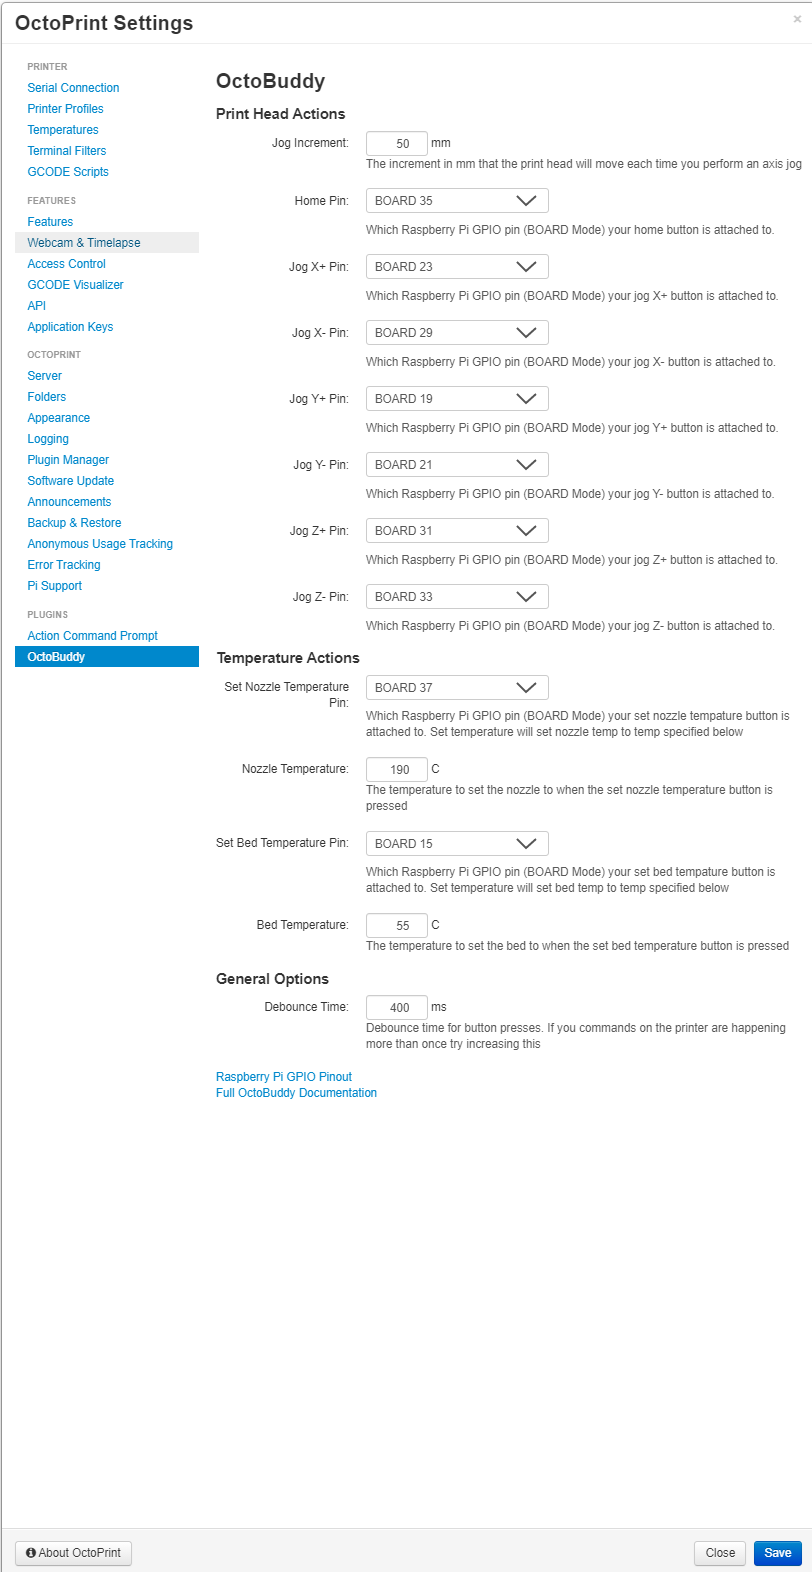 OctoPrint Settings
×
PRINTER
Serial Connection
Printer Profiles
Temperatures
Terminal Filters
GCODE Scripts
FEATURES
Features
Webcam & Timelapse
Access Control
GCODE Visualizer
API
Application Keys
OCTOPRINT
Server
Folders
Appearance
Logging
Plugin Manager
Software Update
Announcements
Backup & Restore
Anonymous Usage Tracking
Error Tracking
Pi Support
PLUGINS
Action Command Prompt
OctoBuddy
OctoBuddy
Print Head Actions
Jog Increment: 50 mm
The increment in mm that the print head will move each time you perform an axis jog
Home Pin: BOARD 35
Which Raspberry Pi GPIO pin (BOARD Mode) your home button is attached to.
Jog X+ Pin: BOARD 23
Which Raspberry Pi GPIO pin (BOARD Mode) your jog X+ button is attached to.
Jog X- Pin: BOARD 29
Which Raspberry Pi GPIO pin (BOARD Mode) your jog X- button is attached to.
Jog Y+ Pin: BOARD 19
Which Raspberry Pi GPIO pin (BOARD Mode) your jog Y+ button is attached to.
Jog Y- Pin: BOARD 21
Which Raspberry Pi GPIO pin (BOARD Mode) your jog Y- button is attached to.
Jog Z+ Pin: BOARD 31
Which Raspberry Pi GPIO pin (BOARD Mode) your jog Z+ button is attached to.
Jog Z- Pin: BOARD 33
Which Raspberry Pi GPIO pin (BOARD Mode) your jog Z- button is attached to.
Temperature Actions
Set Nozzle Temperature
Pin:
BOARD 37
Which Raspberry Pi GPIO pin (BOARD Mode) your set nozzle tempature button is
attached to. Set temperature will set nozzle temp to temp specified below
Nozzle Temperature: 190 C
The temperature to set the nozzle to when the set nozzle temperature button is
pressed
Set Bed Temperature Pin: BOARD 15
Which Raspberry Pi GPIO pin (BOARD Mode) your set bed tempature button is
attached to. Set temperature will set bed temp to temp specified below
Bed Temperature: 55 C
The temperature to set the bed to when the set bed temperature button is pressed
General Options
Debounce Time: 400 ms
Debounce time for button presses. If you commands on the printer are happening
more than once try increasing this
Raspberry Pi GPIO Pinout
Full OctoBuddy Documentation
About OctoPrint
Close
Save